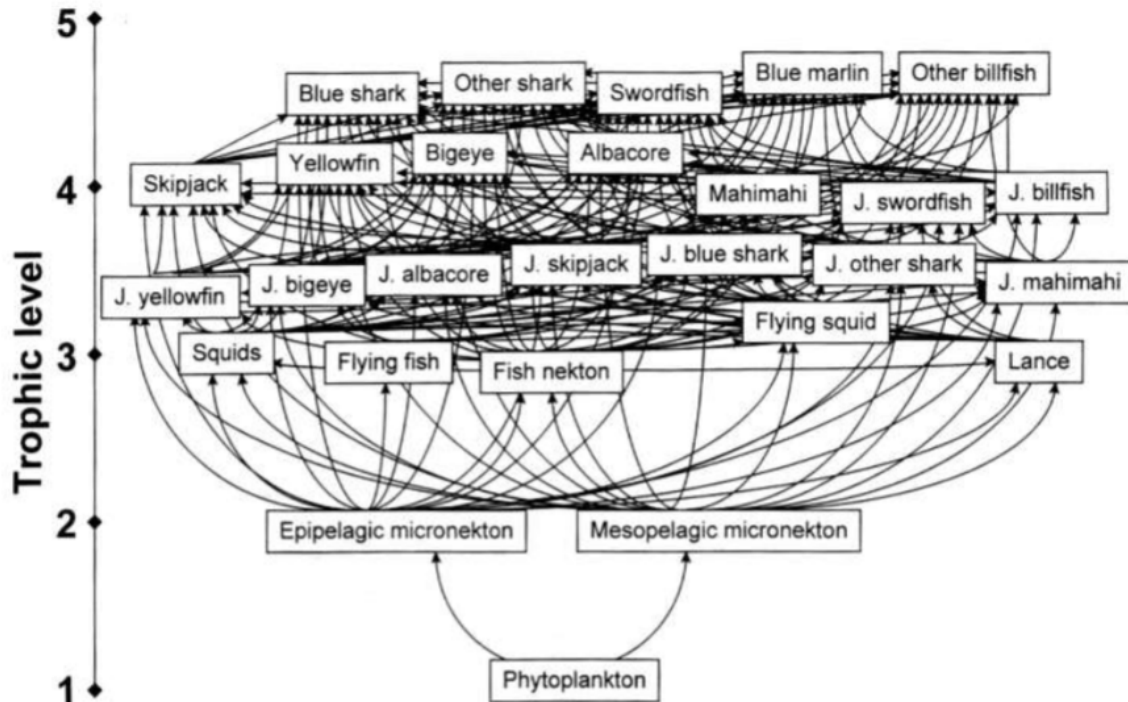 5
Blue shark
Other shark
Swordfish
Blue marlin
Other billfish
4
Skipjack
Yellowfin
Bigeye
Albacore
Mahimahi
J. swordfish
J. billfish
Trophic level
J. yellowfin
J. bigeye
J. albacore
J. skipjack
J. blue shark
J. other shark
J. mahimahi
3
Squids
Flying fish
Fish nekton
Flying squid
Lance
2
Epipelagic micronekton
Mesopelagic micronekton
Phytoplankton
1